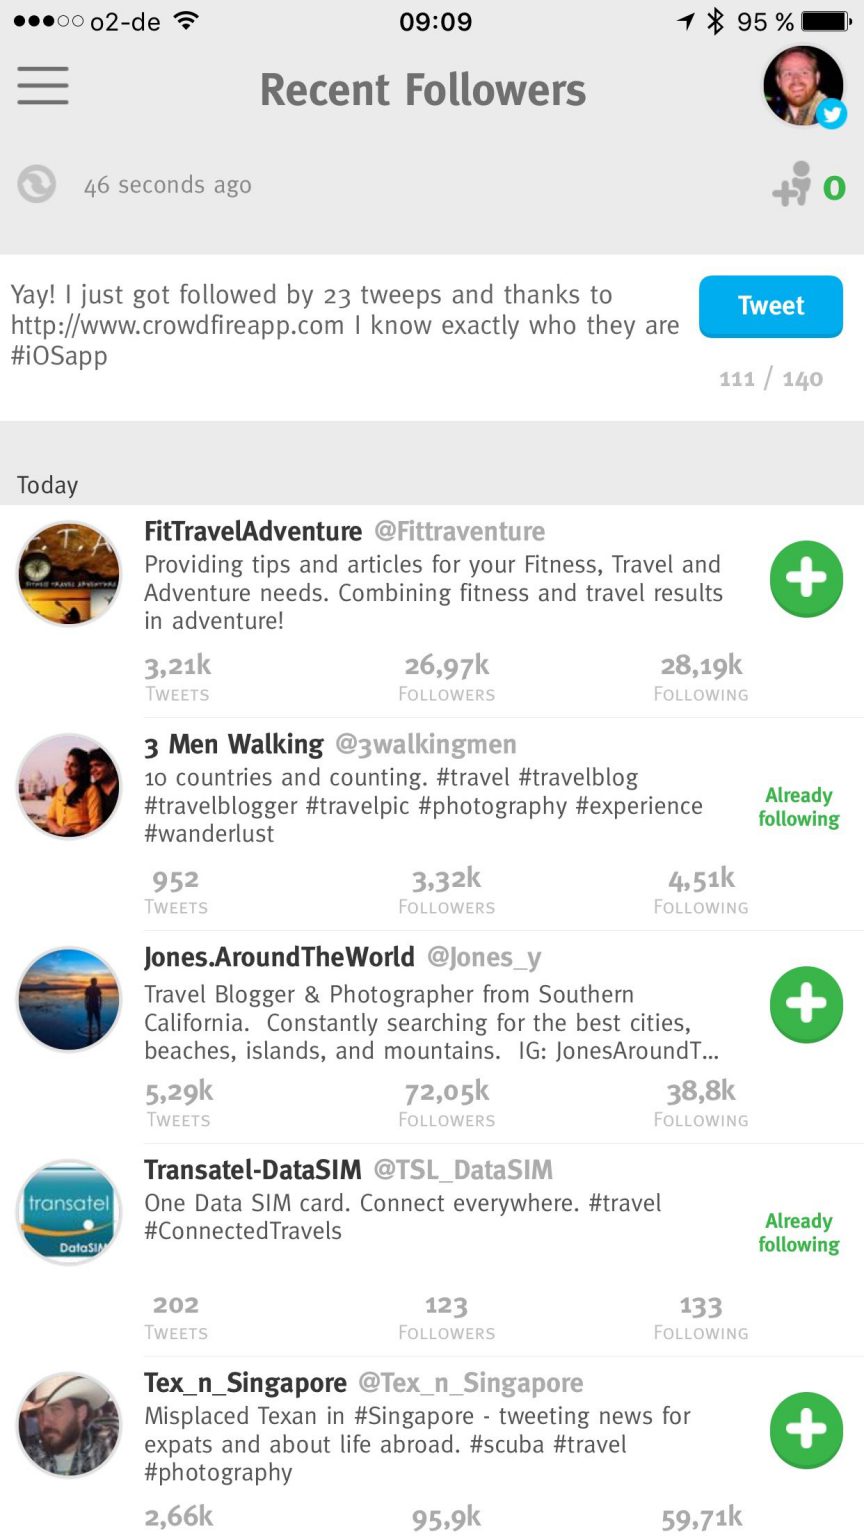 o2-de 09:09 95 %
Recent Followers
46 seconds ago 0
Yay! I just got followed by 23 tweeps and thanks to
http://www.crowdfireapp.com I know exactly who they are
#iOSapp
Tweet
111 / 140
Today
FitTravelAdventure @Fittraventure
Providing tips and articles for your Fitness, Travel and
Adventure needs. Combining fitness and travel results
in adventure!
3,21k 26,97k 28,19k
TWEETS FOLLOWERS FOLLOWING
3 Men Walking @3walkingmen
10 countries and counting. #travel #travelblog
#travelblogger #travelpic #photography #experience
#wanderlust
Already
following
952 3,32k 4,51k
TWEETS FOLLOWERS FOLLOWING
Jones.AroundTheWorld @Jones_y
Travel Blogger & Photographer from Southern
California.  Constantly searching for the best cities,
beaches, islands, and mountains.  IG: JonesAroundT...
5,29k 72,05k 38,8k
TWEETS FOLLOWERS FOLLOWING
transatel
DataSIM
Transatel-DataSIM @TSL_DataSIM
One Data SIM card. Connect everywhere. #travel
#ConnectedTravels
Already
following
202 123 133
TWEETS FOLLOWERS FOLLOWING
Tex_n_Singapore @Tex_n_Singapore
Misplaced Texan in #Singapore - tweeting news for
expats and about life abroad. #scuba #travel
#photography
2,66k 95,9k 59,71k